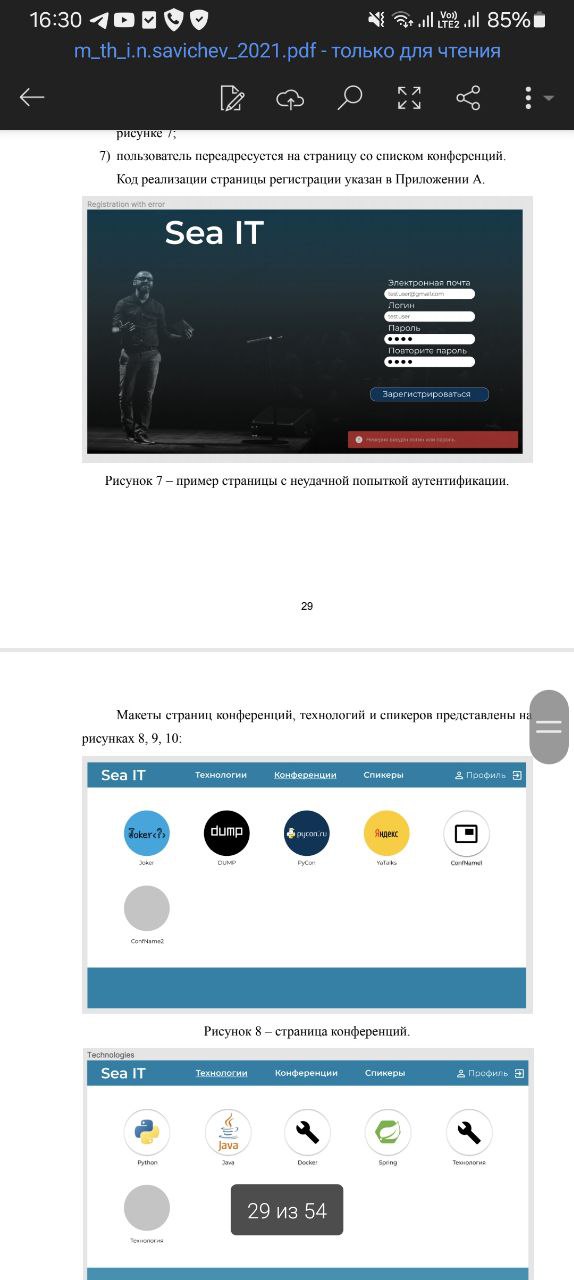 16:30
Vo))
LTE2
85%
m_th_i.n.savichev_2021.pdf - только для чтения
рисунке 7;
7) пользователь переадресуется на страницу со списком конференций.
Код реализации страницы регистрации указан в Приложении А.
Registration with error
Sea IT
Электронная почта
testuser@gmail.com
Логин
testuser
Пароль
Повторите пароль
Зарегистрироваться
Неверно введён логин или пароль.
Рисунок 7 – пример страницы с неудачной попыткой аутентификации.
29
Макеты страниц конференций, технологий и спикеров представлены на
рисунках 8, 9, 10:
Sea IT Технологии Конференции Спикеры Профиль
Joker<?> dump pycon.ru Яндекс
Joker DUMP PyCon YaTalks ConfName1
ConfName2
Рисунок 8 – страница конференций.
Technologies
Sea IT Технологии Конференции Спикеры Профиль
Java
Python Java Docker Spring Технология
Технология
29 из 54